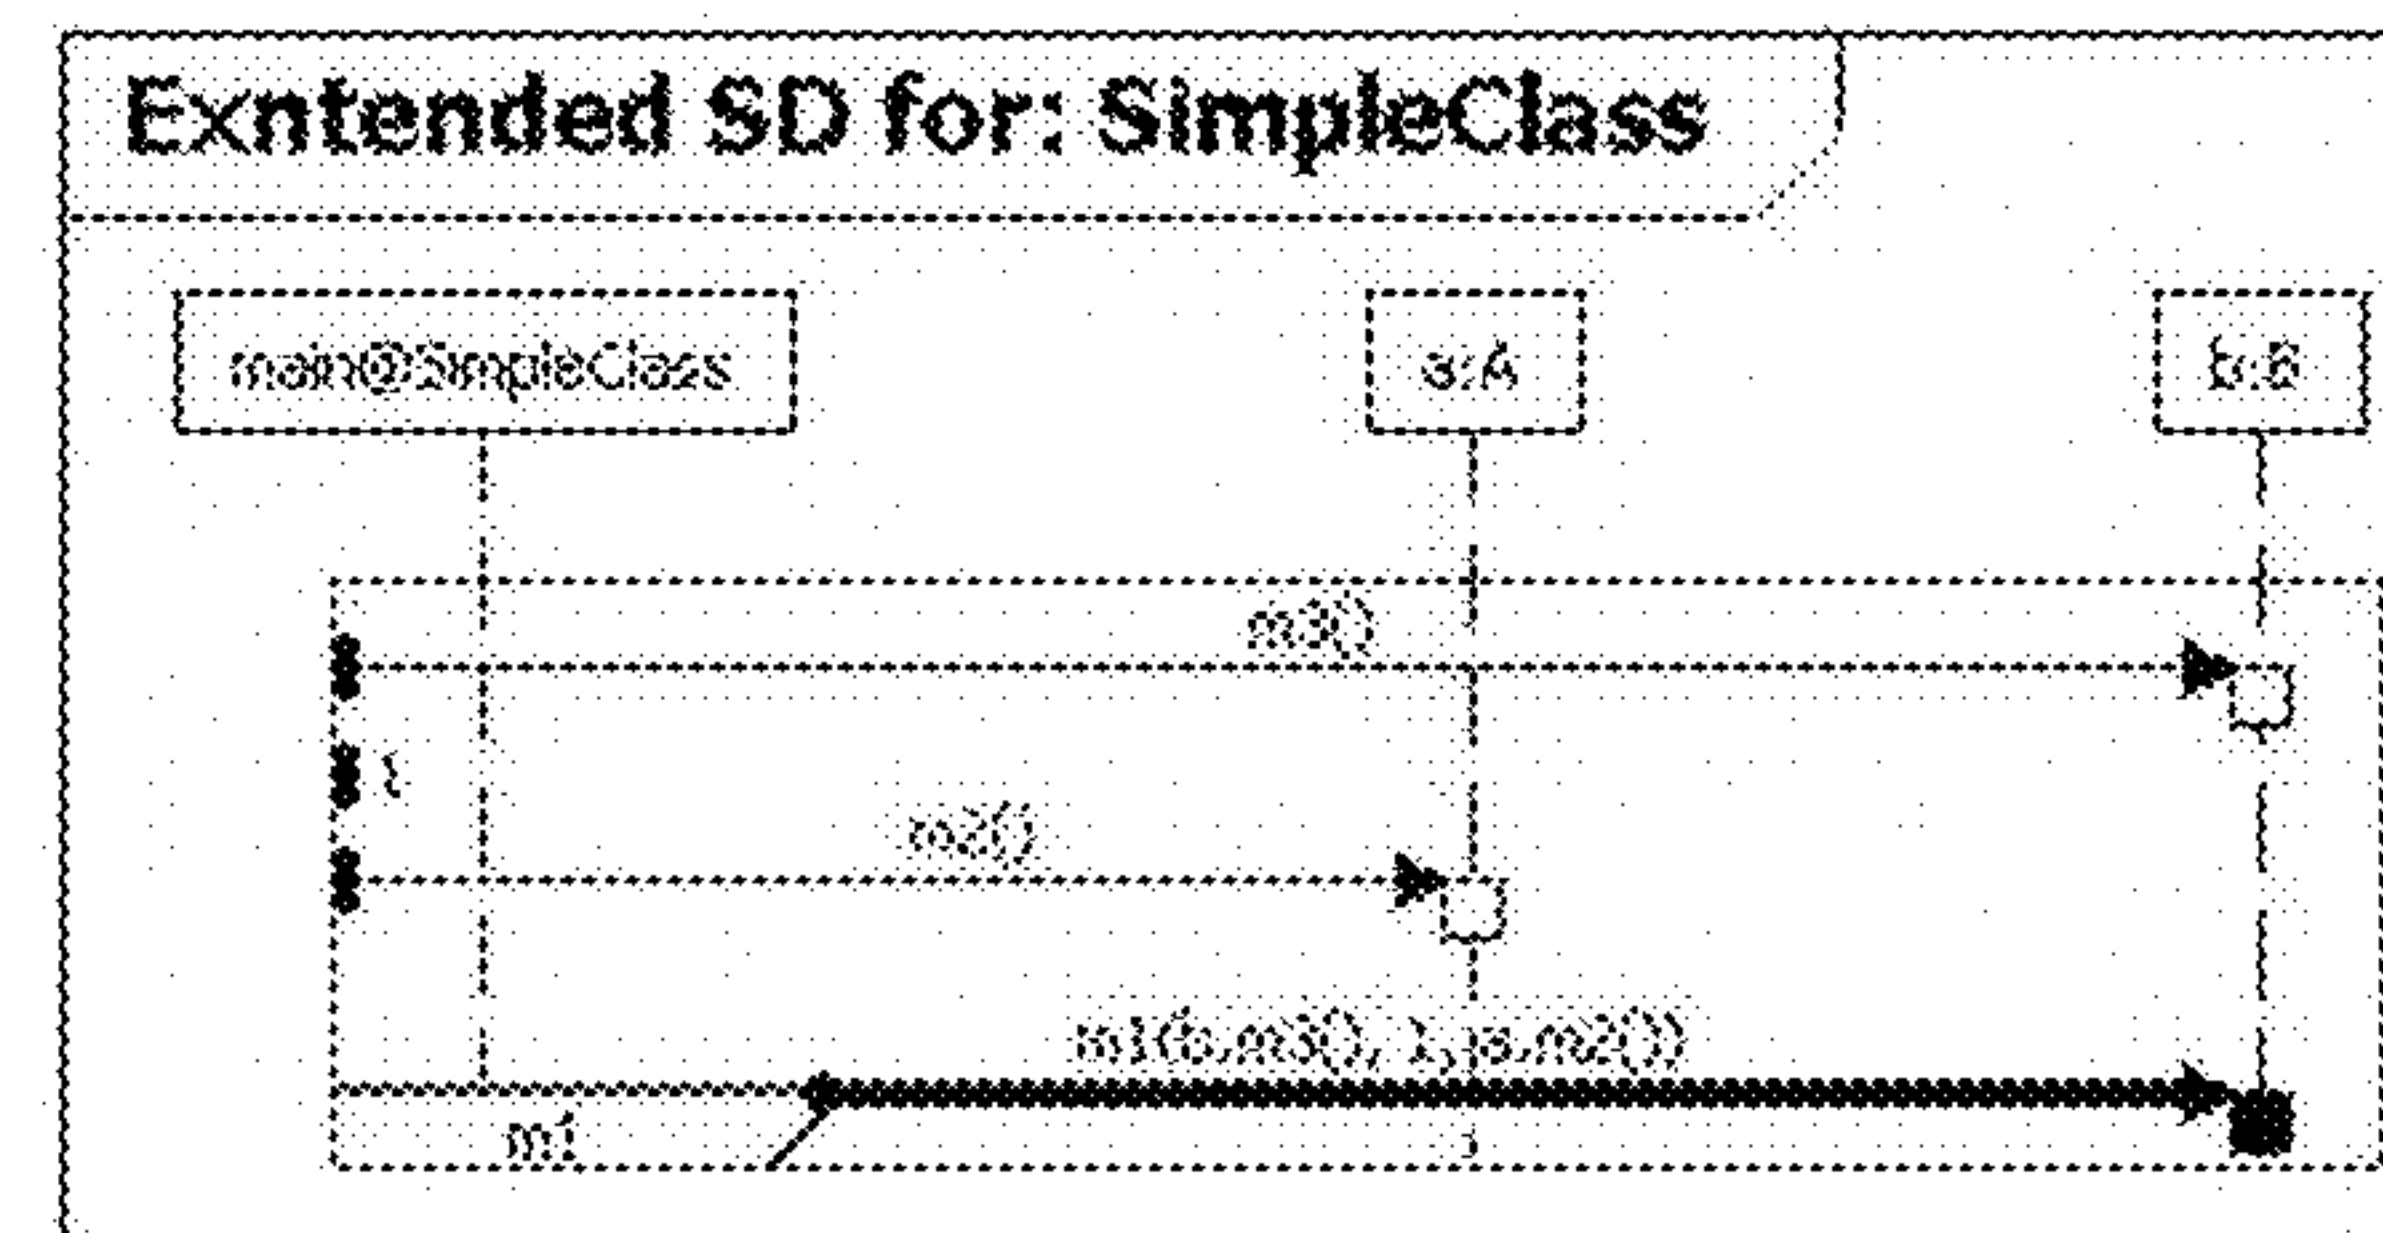 Exntended SD for: SimpleClass
main@SimpleClass
a:A
b:B
m3()
m2()
m1(b.m3(), 1, a.m2())
m1